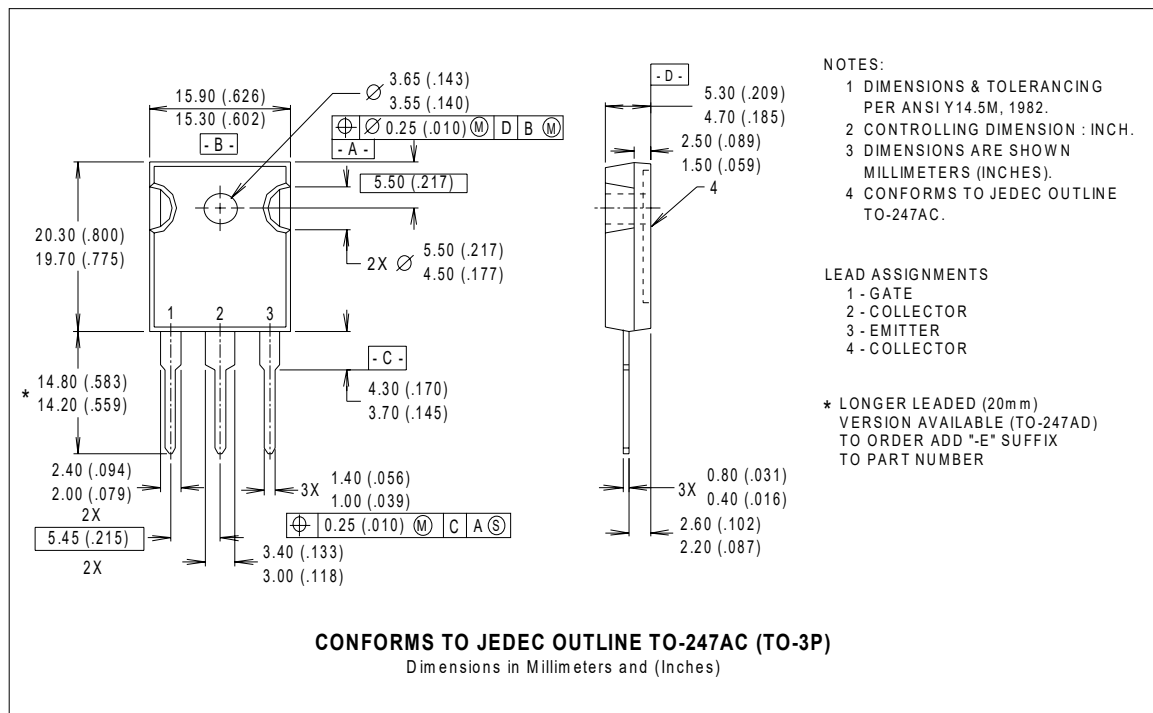 15.90 (.626)
15.30 (.602)
- B -
Ø 3.65 (.143)
3.55 (.140)
⌖ Ø 0.25 (.010) Ⓜ D B Ⓜ
- A -
5.50 (.217)
20.30 (.800)
19.70 (.775)
2X Ø 5.50 (.217)
4.50 (.177)
1 2 3
- C -
* 14.80 (.583)
14.20 (.559)
4.30 (.170)
3.70 (.145)
2.40 (.094)
2.00 (.079)
2X
5.45 (.215)
2X
3X 1.40 (.056)
1.00 (.039)
⌖ 0.25 (.010) Ⓜ C A Ⓢ
3.40 (.133)
3.00 (.118)
- D -
5.30 (.209)
4.70 (.185)
2.50 (.089)
1.50 (.059)
4
3X 0.80 (.031)
0.40 (.016)
2.60 (.102)
2.20 (.087)
NOTES:
1 DIMENSIONS & TOLERANCING
PER ANSI Y14.5M, 1982.
2 CONTROLLING DIMENSION : INCH.
3 DIMENSIONS ARE SHOWN
MILLIMETERS (INCHES).
4 CONFORMS TO JEDEC OUTLINE
TO-247AC.
LEAD ASSIGNMENTS
1 - GATE
2 - COLLECTOR
3 - EMITTER
4 - COLLECTOR
* LONGER LEADED (20mm)
VERSION AVAILABLE (TO-247AD)
TO ORDER ADD "-E" SUFFIX
TO PART NUMBER
CONFORMS TO JEDEC OUTLINE TO-247AC (TO-3P)
Dimensions in Millimeters and (Inches)